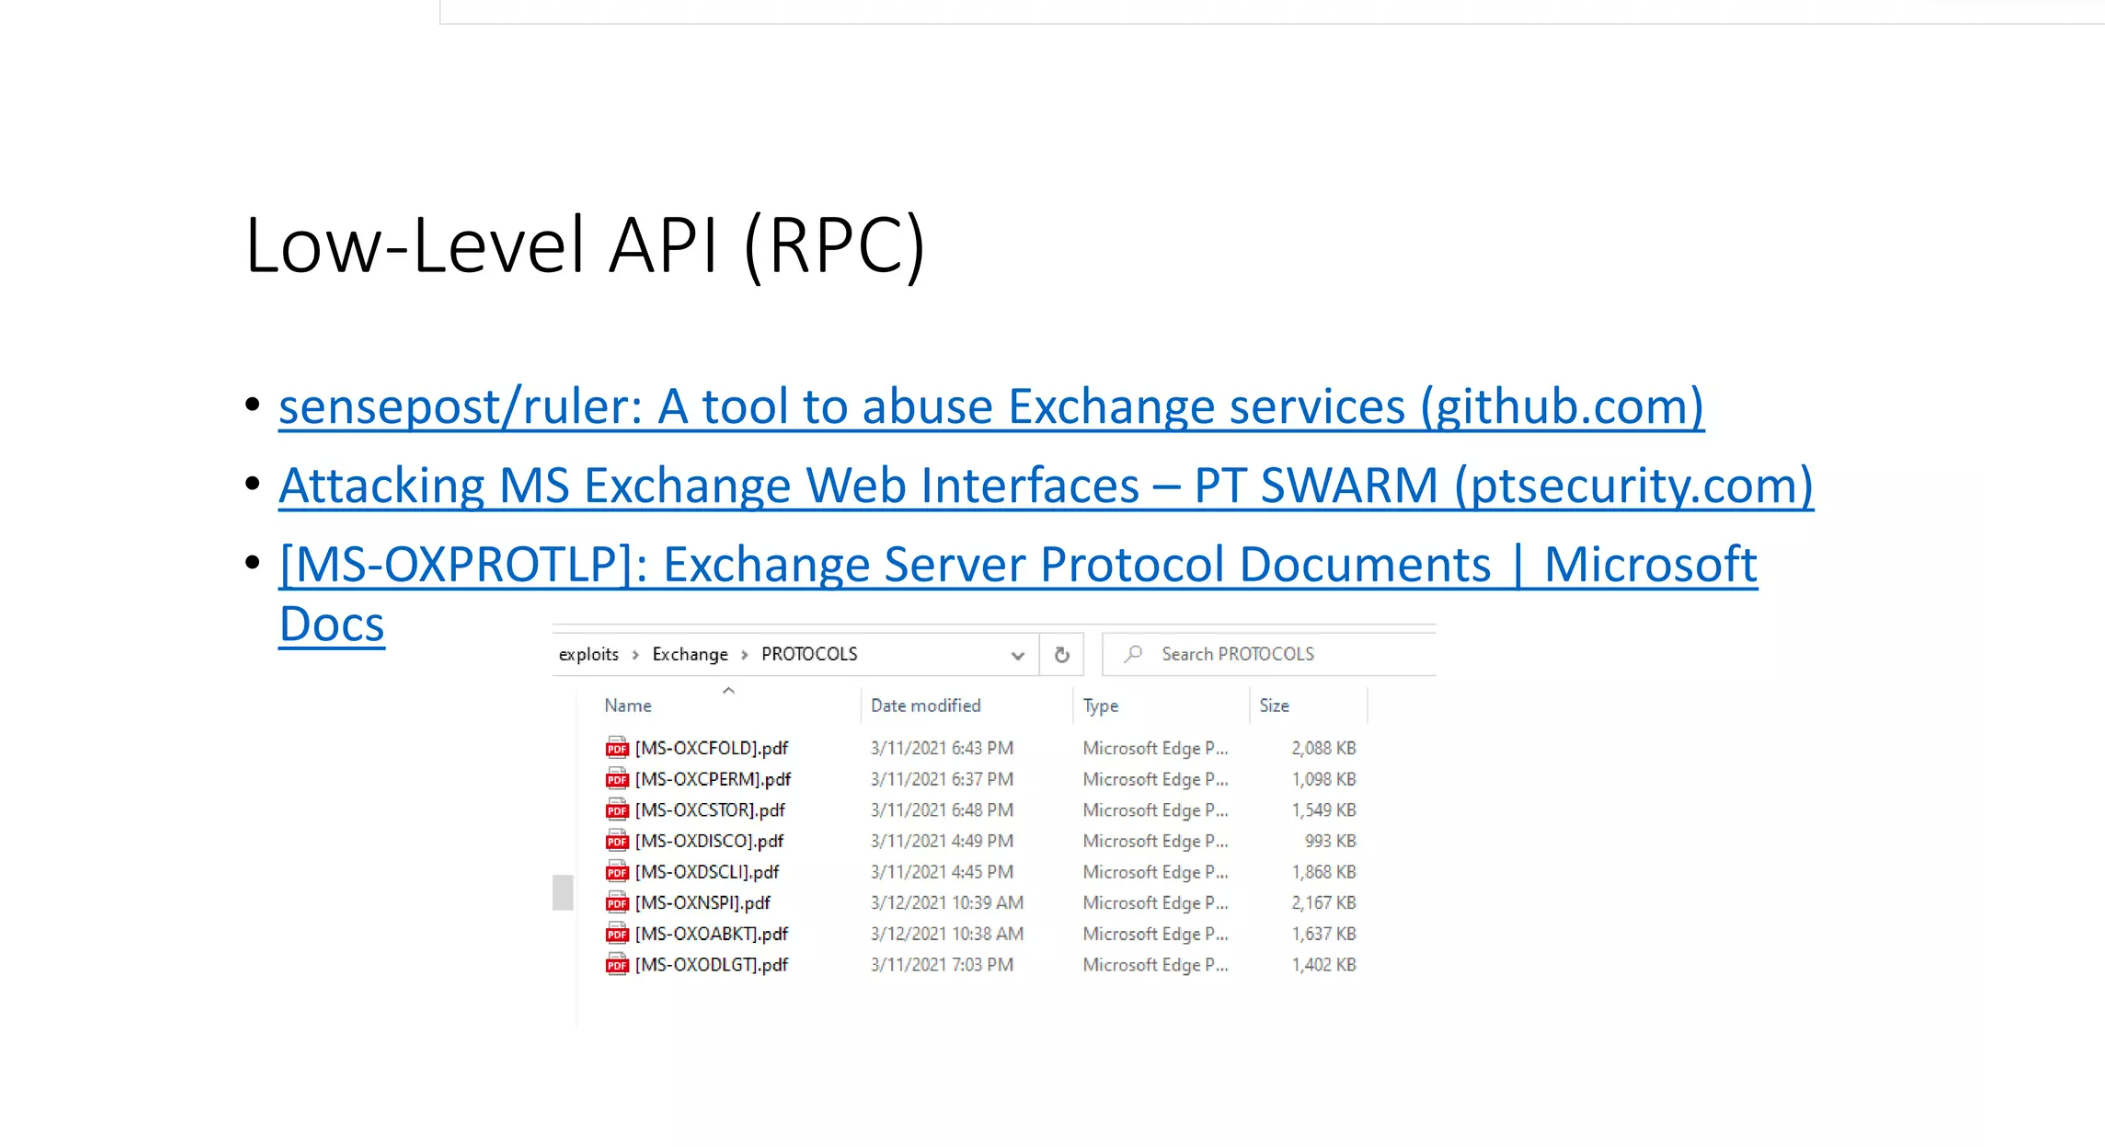 Low-Level API (RPC)
• sensepost/ruler: A tool to abuse Exchange services (github.com)
• Attacking MS Exchange Web Interfaces – PT SWARM (ptsecurity.com)
• [MS-OXPROTLP]: Exchange Server Protocol Documents | Microsoft
Docs
exploits › Exchange › PROTOCOLS Search PROTOCOLS
Name Date modified Type Size
[MS-OXCFOLD].pdf 3/11/2021 6:43 PM Microsoft Edge P... 2,088 KB
[MS-OXCPERM].pdf 3/11/2021 6:37 PM Microsoft Edge P... 1,098 KB
[MS-OXCSTOR].pdf 3/11/2021 6:48 PM Microsoft Edge P... 1,549 KB
[MS-OXDISCO].pdf 3/11/2021 4:49 PM Microsoft Edge P... 993 KB
[MS-OXDSCLI].pdf 3/11/2021 4:45 PM Microsoft Edge P... 1,868 KB
[MS-OXNSPI].pdf 3/12/2021 10:39 AM Microsoft Edge P... 2,167 KB
[MS-OXOABKT].pdf 3/12/2021 10:38 AM Microsoft Edge P... 1,637 KB
[MS-OXODLGT].pdf 3/11/2021 7:03 PM Microsoft Edge P... 1,402 KB